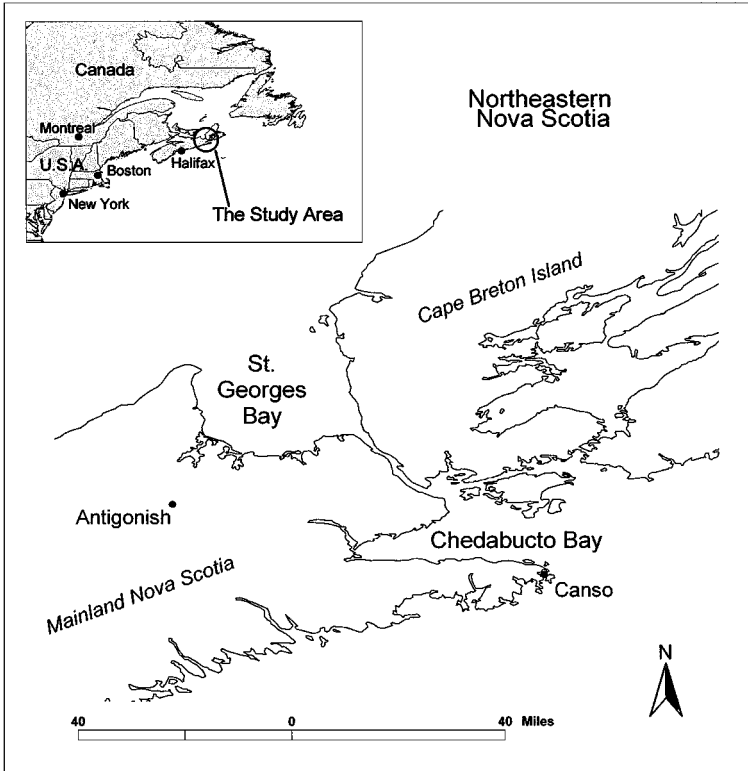 Canada
Montreal
U.S.A.
Boston
Halifax
New York
The Study Area
Northeastern
Nova Scotia
Cape Breton Island
St.
Georges
Bay
Antigonish
Chedabucto Bay
Mainland Nova Scotia
Canso
N
40 0 40 Miles